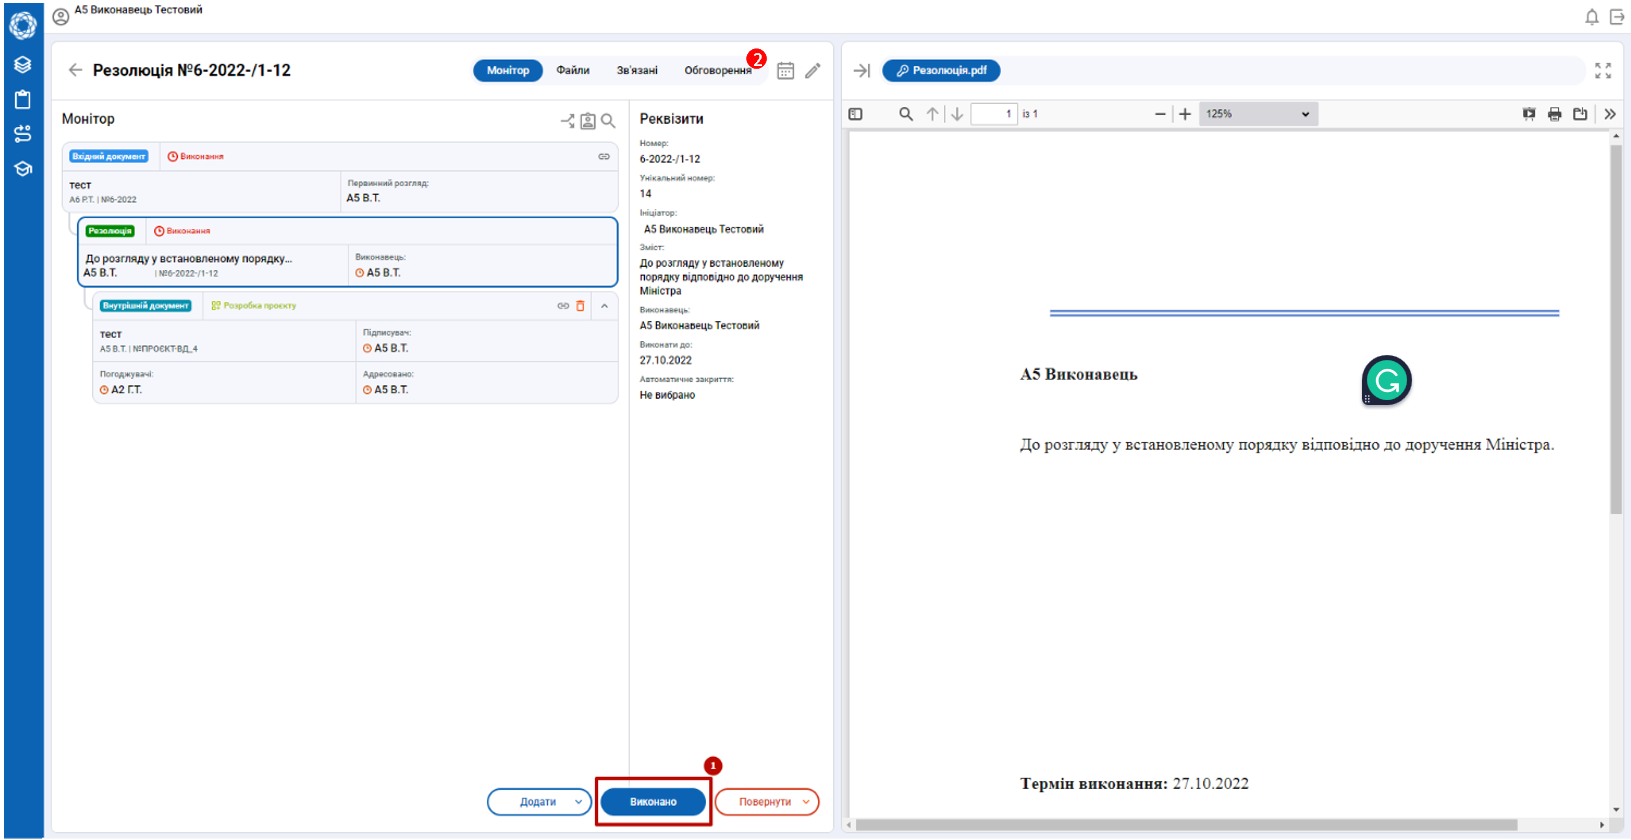 А5 Виконавець Тестовий
Резолюція №6-2022-/1-12
Монітор
Файли
Зв'язані
Обговорення
2
Монітор
Вхідний документ
Виконання
тест
А6 Р.Т. | №6-2022
Первинний розгляд:
А5 В.Т.
Резолюція
Виконання
До розгляду у встановленому порядку...
А5 В.Т. | №6-2022-/1-12
Виконавець:
А5 В.Т.
Внутрішній документ
Розробка проєкту
тест
А5 В.Т. | №ПРОЄКТ-ВД_4
Підписувач:
А5 В.Т.
Погоджувачі:
А2 Г.Т.
Адресовано:
А5 В.Т.
Реквізити
Номер:
6-2022-/1-12
Унікальний номер:
14
Ініціатор:
А5 Виконавець Тестовий
Зміст:
До розгляду у встановленому
порядку відповідно до доручення
Міністра
Виконавець:
А5 Виконавець Тестовий
Виконати до:
27.10.2022
Автоматичне закриття:
Не вибрано
1
Додати
Виконано
Повернути
Резолюція.pdf
1 із 1
125%
А5 Виконавець
До розгляду у встановленому порядку відповідно до доручення Міністра.
Термін виконання: 27.10.2022